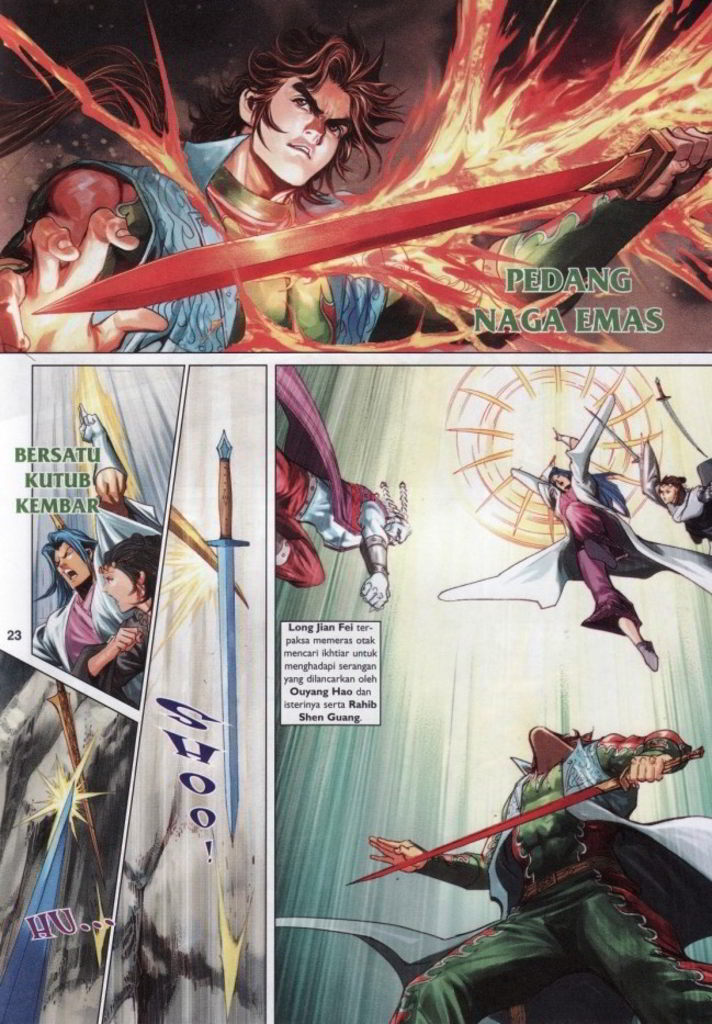 PEDANG
NAGA EMAS
BERSATU
KUTUB
KEMBAR
23
SHOO!
HU...
Long Jian Fei ter-
paksa memeras otak
mencari ikhtiar untuk
menghadapi serangan
yang dilancarkan oleh
Ouyang Hao dan
isterinya serta Rahib
Shen Guang.